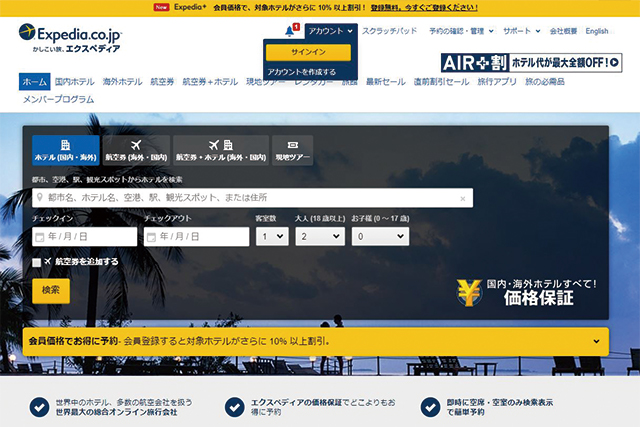 New Expedia+ 会員価格で、対象ホテルがさらに 10% 以上割引！ 登録無料。今すぐご登録ください！
Expedia.co.jp
かしこい旅、エクスペディア
1 アカウント スクラッチパッド 予約の確認・管理 サポート 会社概要 English
サインイン
アカウントを作成する
AIR+割 ホテル代が最大全額OFF！
ホーム 国内ホテル 海外ホテル 航空券 航空券＋ホテル 現地ツアー レンタカー 旅館 最新セール 直前割引セール 旅行アプリ 旅の必需品
メンバープログラム
ホテル (国内・海外) 航空券 (海外・国内) 航空券 + ホテル (海外・国内) 現地ツアー
都市、空港、駅、観光スポットからホテルを検索
都市名、ホテル名、空港、駅、観光スポット、または住所 ×
チェックイン チェックアウト 客室数 大人 (18 歳以上) お子様 (0 ～ 17 歳)
年 / 月 / 日 年 / 月 / 日 1 2 0
航空券を追加する
検索
国内・海外ホテルすべて！
価格保証
会員価格でお得に予約- 会員登録すると対象ホテルがさらに 10% 以上割引。
世界中のホテル、多数の航空会社を扱う
世界最大の総合オンライン旅行会社
エクスペディアの価格保証でどこよりもお
得に予約
即時に空席・空室のみ検索表示
で簡単予約